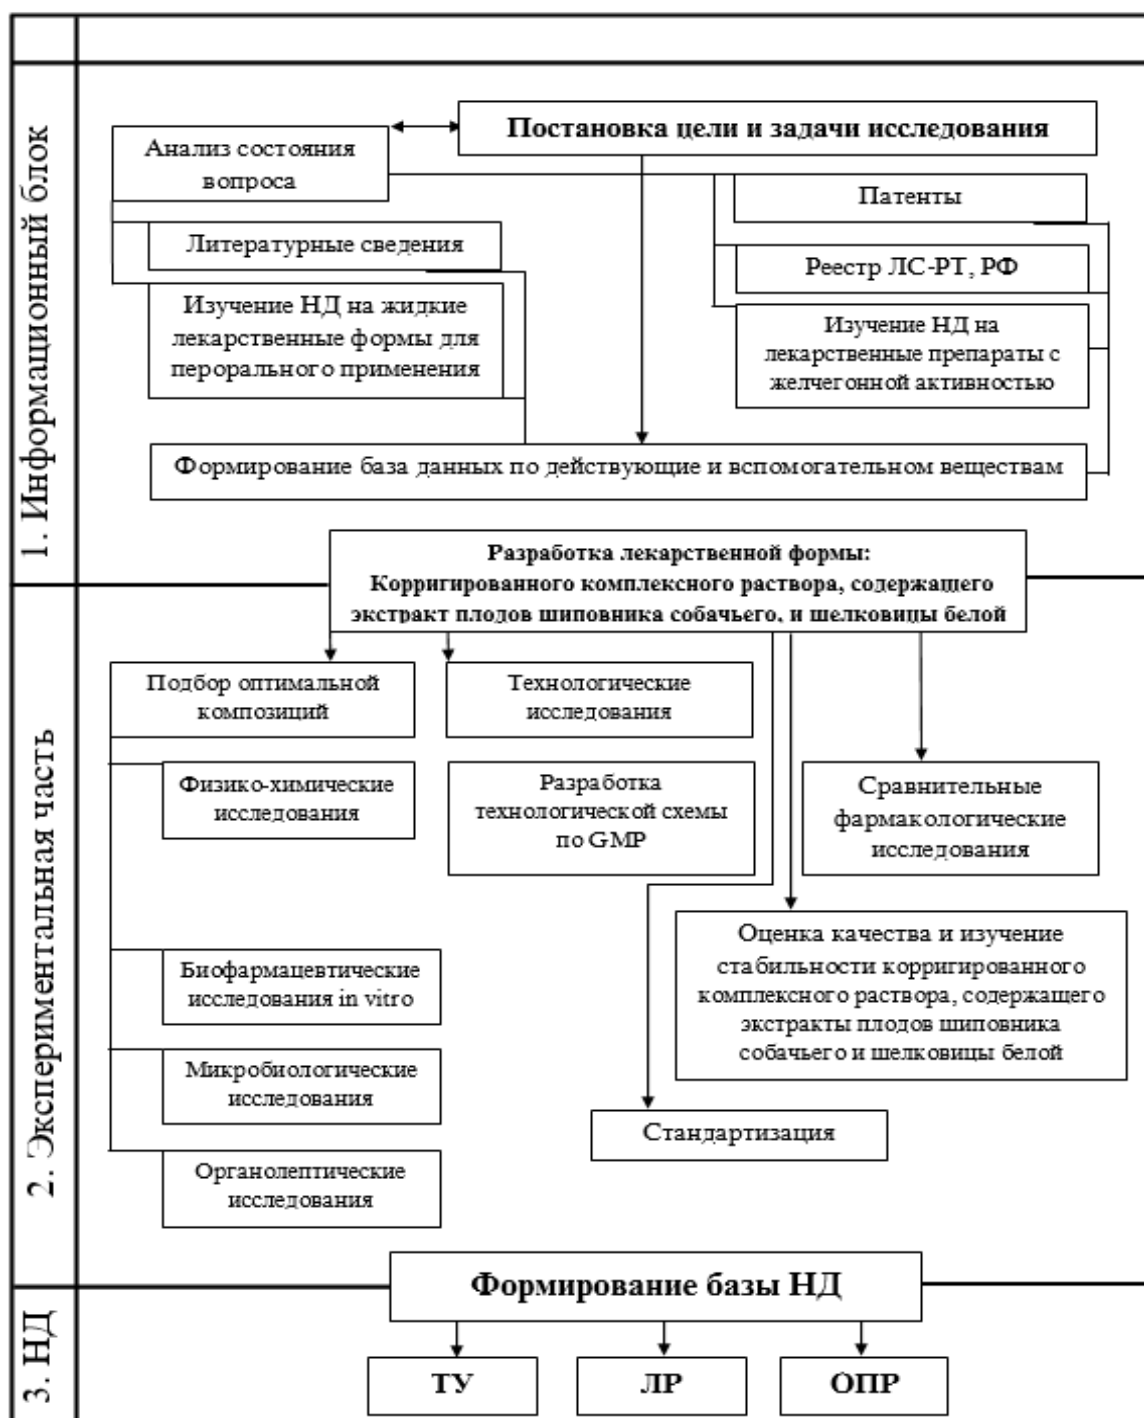 1. Информационный блок
Постановка цели и задачи исследования
Анализ состояния
вопроса
Литературные сведения
Изучение НД на жидкие
лекарственные формы для
перорального применения
Патенты
Реестр ЛС-РТ, РФ
Изучение НД на
лекарственные препараты с
желчегонной активностью
Формирование база данных по действующие и вспомогательном веществам
Разработка лекарственной формы:
Корригированного комплексного раствора, содержащего
экстракт плодов шиповника собачьего, и шелковицы белой
2. Экспериментальная часть
Подбор оптимальной
композиций
Физико-химические
исследования
Биофармацевтические
исследования in vitro
Микробиологические
исследования
Органолептические
исследования
Технологические
исследования
Разработка
технологической схемы
по GMP
Сравнительные
фармакологические
исследования
Оценка качества и изучение
стабильности корригированного
комплексного раствора, содержащего
экстракты плодов шиповника
собачьего и шелковицы белой
Стандартизация
3. НД
Формирование базы НД
ТУ
ЛР
ОПР